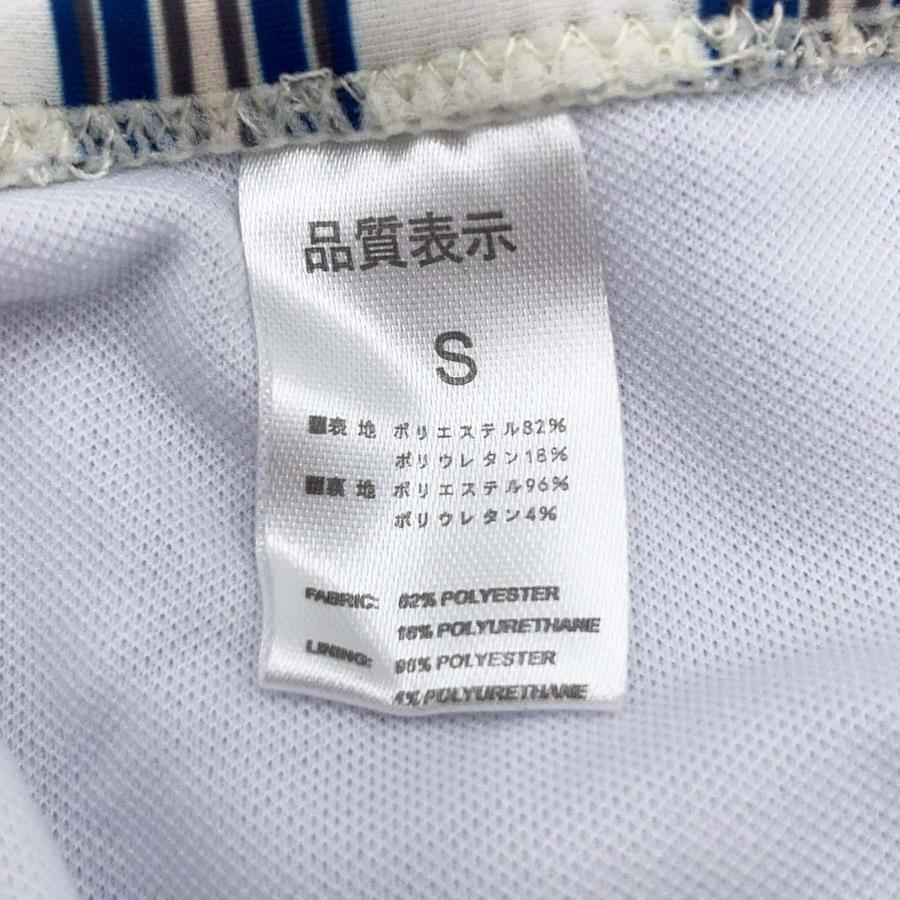 品質表示
S
表 地 ポリエステル82%
ポリウレタン18%
裏 地 ポリエステル96%
ポリウレタン4%
FABRIC: 82% POLYESTER
18% POLYURETHANE
LINING: 96% POLYESTER
4% POLYURETHANE